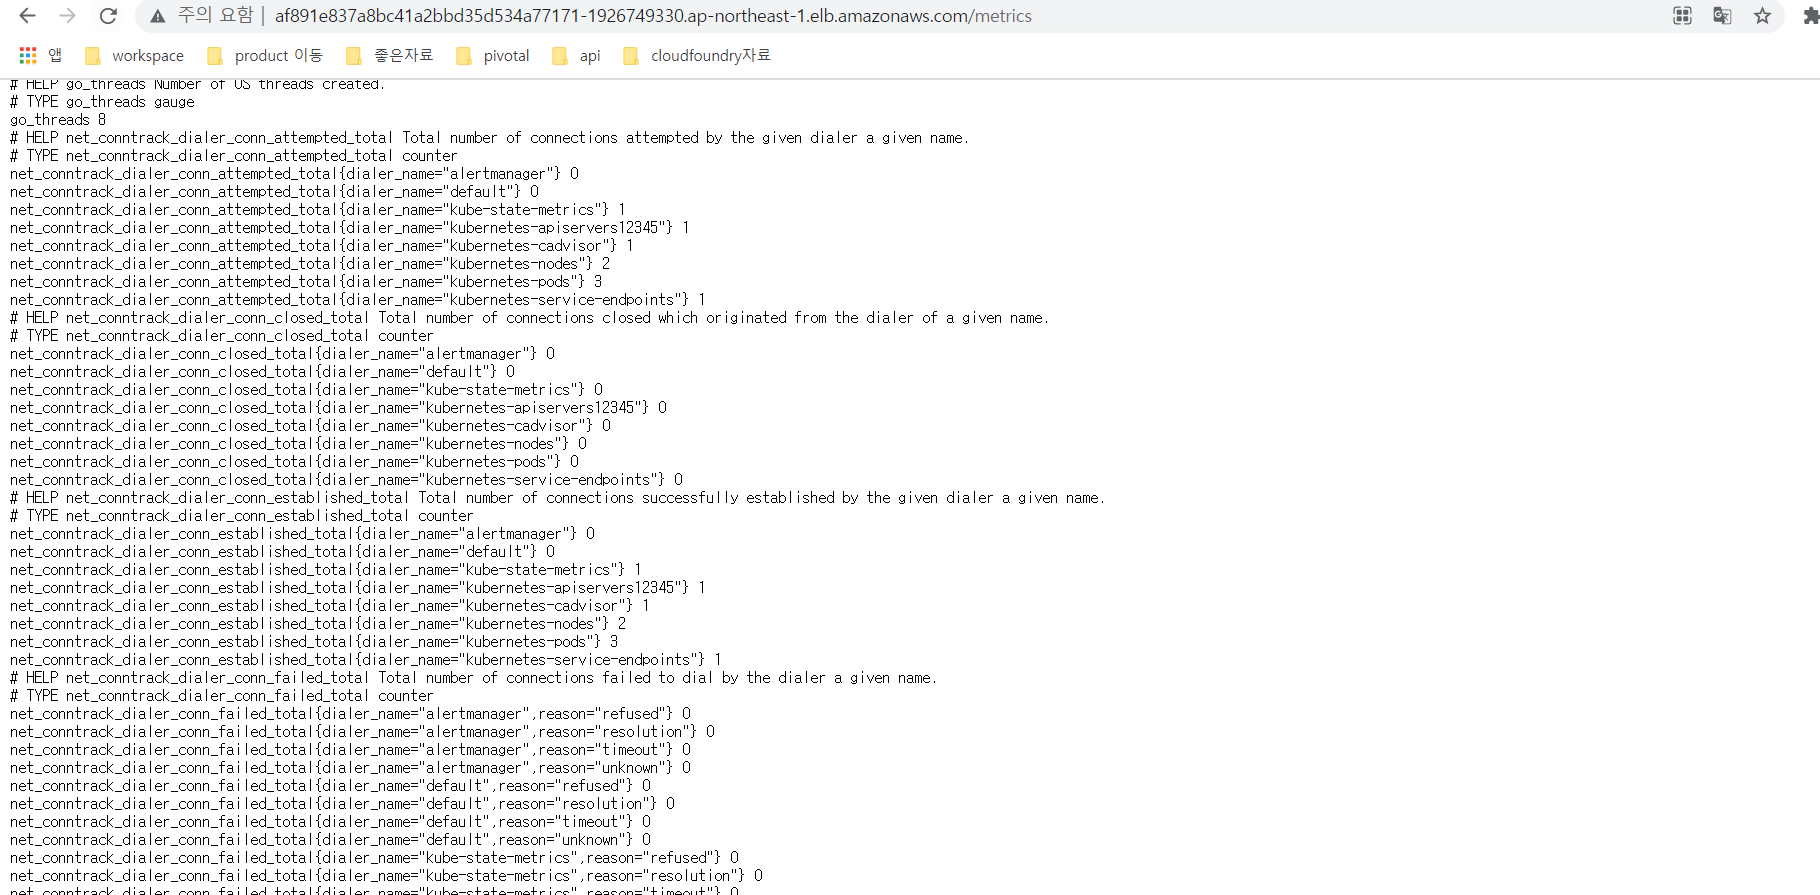 주의 요함 | af891e837a8bc41a2bbd35d534a77171-1926749330.ap-northeast-1.elb.amazonaws.com/metrics
앱 workspace product 이동 좋은자료 pivotal api cloudfoundry자료
# HELP go_threads Number of OS threads created.
# TYPE go_threads gauge
go_threads 8
# HELP net_conntrack_dialer_conn_attempted_total Total number of connections attempted by the given dialer a given name.
# TYPE net_conntrack_dialer_conn_attempted_total counter
net_conntrack_dialer_conn_attempted_total{dialer_name="alertmanager"} 0
net_conntrack_dialer_conn_attempted_total{dialer_name="default"} 0
net_conntrack_dialer_conn_attempted_total{dialer_name="kube-state-metrics"} 1
net_conntrack_dialer_conn_attempted_total{dialer_name="kubernetes-apiservers12345"} 1
net_conntrack_dialer_conn_attempted_total{dialer_name="kubernetes-cadvisor"} 1
net_conntrack_dialer_conn_attempted_total{dialer_name="kubernetes-nodes"} 2
net_conntrack_dialer_conn_attempted_total{dialer_name="kubernetes-pods"} 3
net_conntrack_dialer_conn_attempted_total{dialer_name="kubernetes-service-endpoints"} 1
# HELP net_conntrack_dialer_conn_closed_total Total number of connections closed which originated from the dialer of a given name.
# TYPE net_conntrack_dialer_conn_closed_total counter
net_conntrack_dialer_conn_closed_total{dialer_name="alertmanager"} 0
net_conntrack_dialer_conn_closed_total{dialer_name="default"} 0
net_conntrack_dialer_conn_closed_total{dialer_name="kube-state-metrics"} 0
net_conntrack_dialer_conn_closed_total{dialer_name="kubernetes-apiservers12345"} 0
net_conntrack_dialer_conn_closed_total{dialer_name="kubernetes-cadvisor"} 0
net_conntrack_dialer_conn_closed_total{dialer_name="kubernetes-nodes"} 0
net_conntrack_dialer_conn_closed_total{dialer_name="kubernetes-pods"} 0
net_conntrack_dialer_conn_closed_total{dialer_name="kubernetes-service-endpoints"} 0
# HELP net_conntrack_dialer_conn_established_total Total number of connections successfully established by the given dialer a given name.
# TYPE net_conntrack_dialer_conn_established_total counter
net_conntrack_dialer_conn_established_total{dialer_name="alertmanager"} 0
net_conntrack_dialer_conn_established_total{dialer_name="default"} 0
net_conntrack_dialer_conn_established_total{dialer_name="kube-state-metrics"} 1
net_conntrack_dialer_conn_established_total{dialer_name="kubernetes-apiservers12345"} 1
net_conntrack_dialer_conn_established_total{dialer_name="kubernetes-cadvisor"} 1
net_conntrack_dialer_conn_established_total{dialer_name="kubernetes-nodes"} 2
net_conntrack_dialer_conn_established_total{dialer_name="kubernetes-pods"} 3
net_conntrack_dialer_conn_established_total{dialer_name="kubernetes-service-endpoints"} 1
# HELP net_conntrack_dialer_conn_failed_total Total number of connections failed to dial by the dialer a given name.
# TYPE net_conntrack_dialer_conn_failed_total counter
net_conntrack_dialer_conn_failed_total{dialer_name="alertmanager",reason="refused"} 0
net_conntrack_dialer_conn_failed_total{dialer_name="alertmanager",reason="resolution"} 0
net_conntrack_dialer_conn_failed_total{dialer_name="alertmanager",reason="timeout"} 0
net_conntrack_dialer_conn_failed_total{dialer_name="alertmanager",reason="unknown"} 0
net_conntrack_dialer_conn_failed_total{dialer_name="default",reason="refused"} 0
net_conntrack_dialer_conn_failed_total{dialer_name="default",reason="resolution"} 0
net_conntrack_dialer_conn_failed_total{dialer_name="default",reason="timeout"} 0
net_conntrack_dialer_conn_failed_total{dialer_name="default",reason="unknown"} 0
net_conntrack_dialer_conn_failed_total{dialer_name="kube-state-metrics",reason="refused"} 0
net_conntrack_dialer_conn_failed_total{dialer_name="kube-state-metrics",reason="resolution"} 0
net_conntrack_dialer_conn_failed_total{dialer_name="kube-state-metrics",reason="timeout"} 0